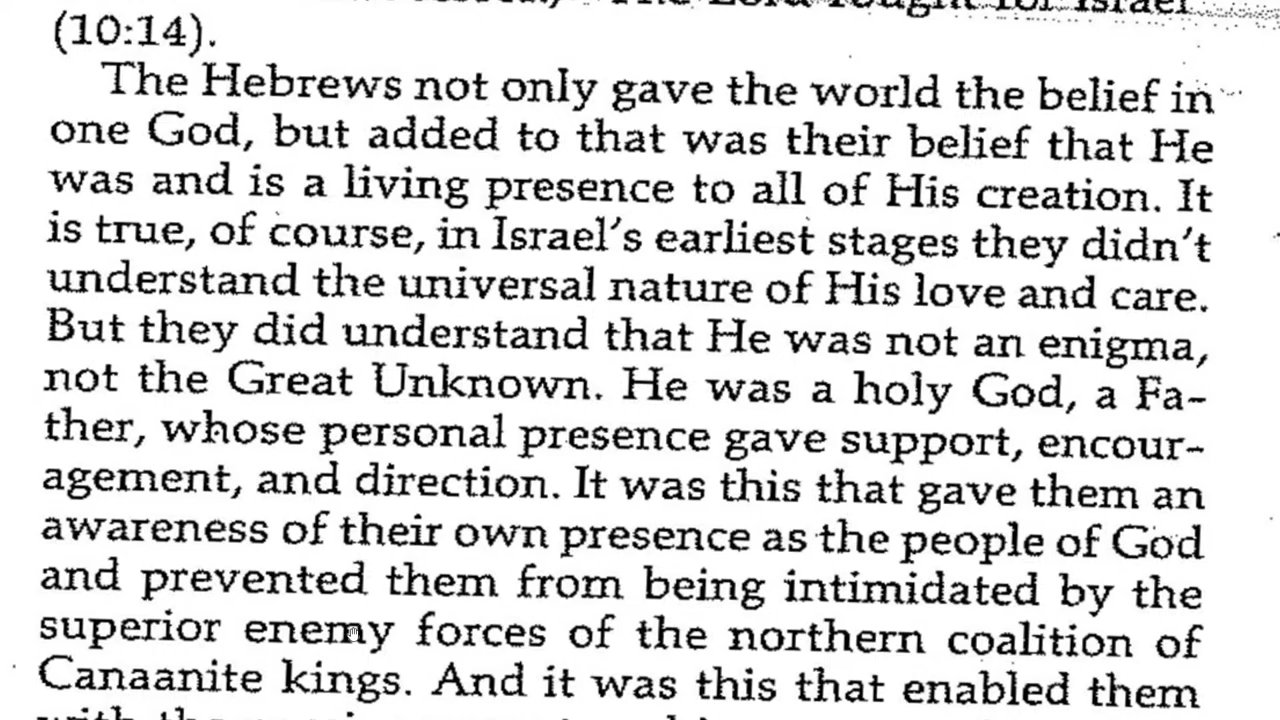 The Lord fought for Israel
(10:14).
The Hebrews not only gave the world the belief in
one God, but added to that was their belief that He
was and is a living presence to all of His creation. It
is true, of course, in Israel's earliest stages they didn't
understand the universal nature of His love and care.
But they did understand that He was not an enigma,
not the Great Unknown. He was a holy God, a Fa-
ther, whose personal presence gave support, encour-
agement, and direction. It was this that gave them an
awareness of their own presence as the people of God
and prevented them from being intimidated by the
superior enemy forces of the northern coalition of
Canaanite kings. And it was this that enabled them